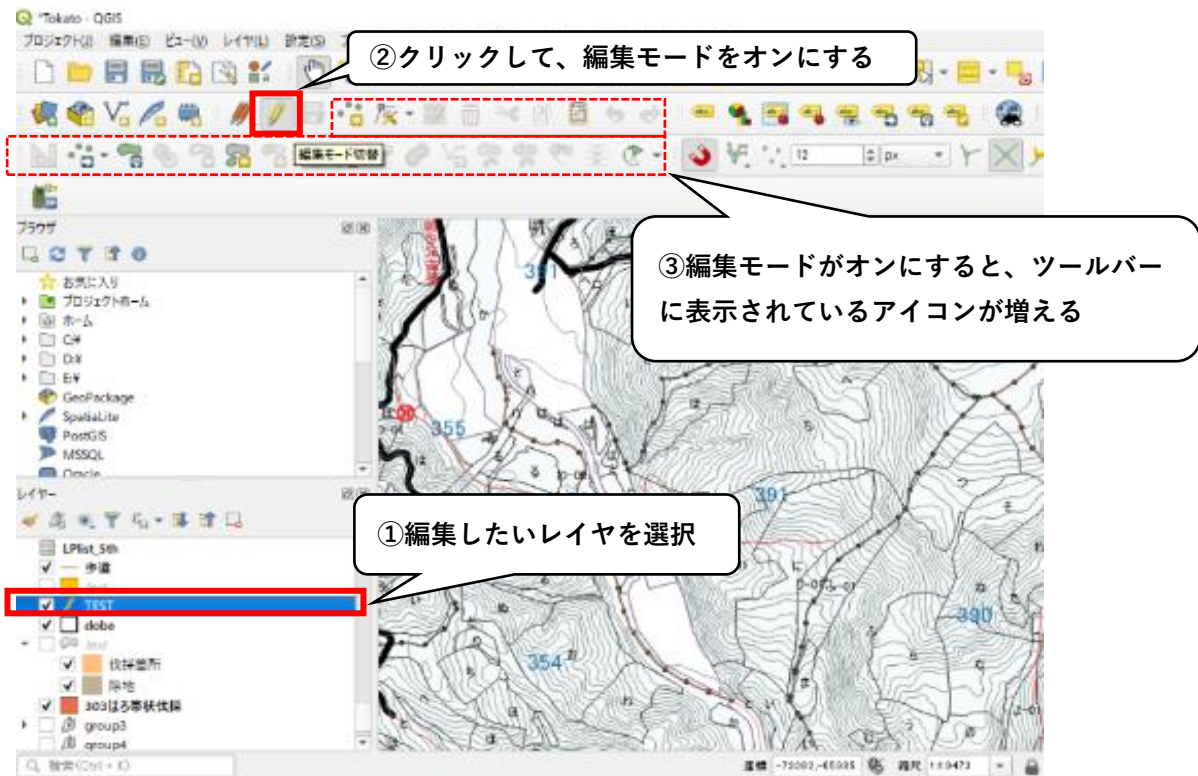 *Tokato - QGIS
プロジェクト(J) 編集(E) ビュー(V) レイヤ(L) 設定(S)
②クリックして、編集モードをオンにする
編集モード切替
12
px
③編集モードがオンにすると、ツールバー
に表示されているアイコンが増える
ブラウザ
お気に入り
プロジェクトホーム
ホーム
C:¥
D:¥
E:¥
GeoPackage
SpatiaLite
PostGIS
MSSQL
Oracle
レイヤー
①編集したいレイヤを選択
LPlist_5th
歩道
TEST
dobe
伐採箇所
除地
303ほろ帯状伐採
group3
group4
検索(Ctrl + K)
391
355
391
390
354
座標
縮尺 1:9473